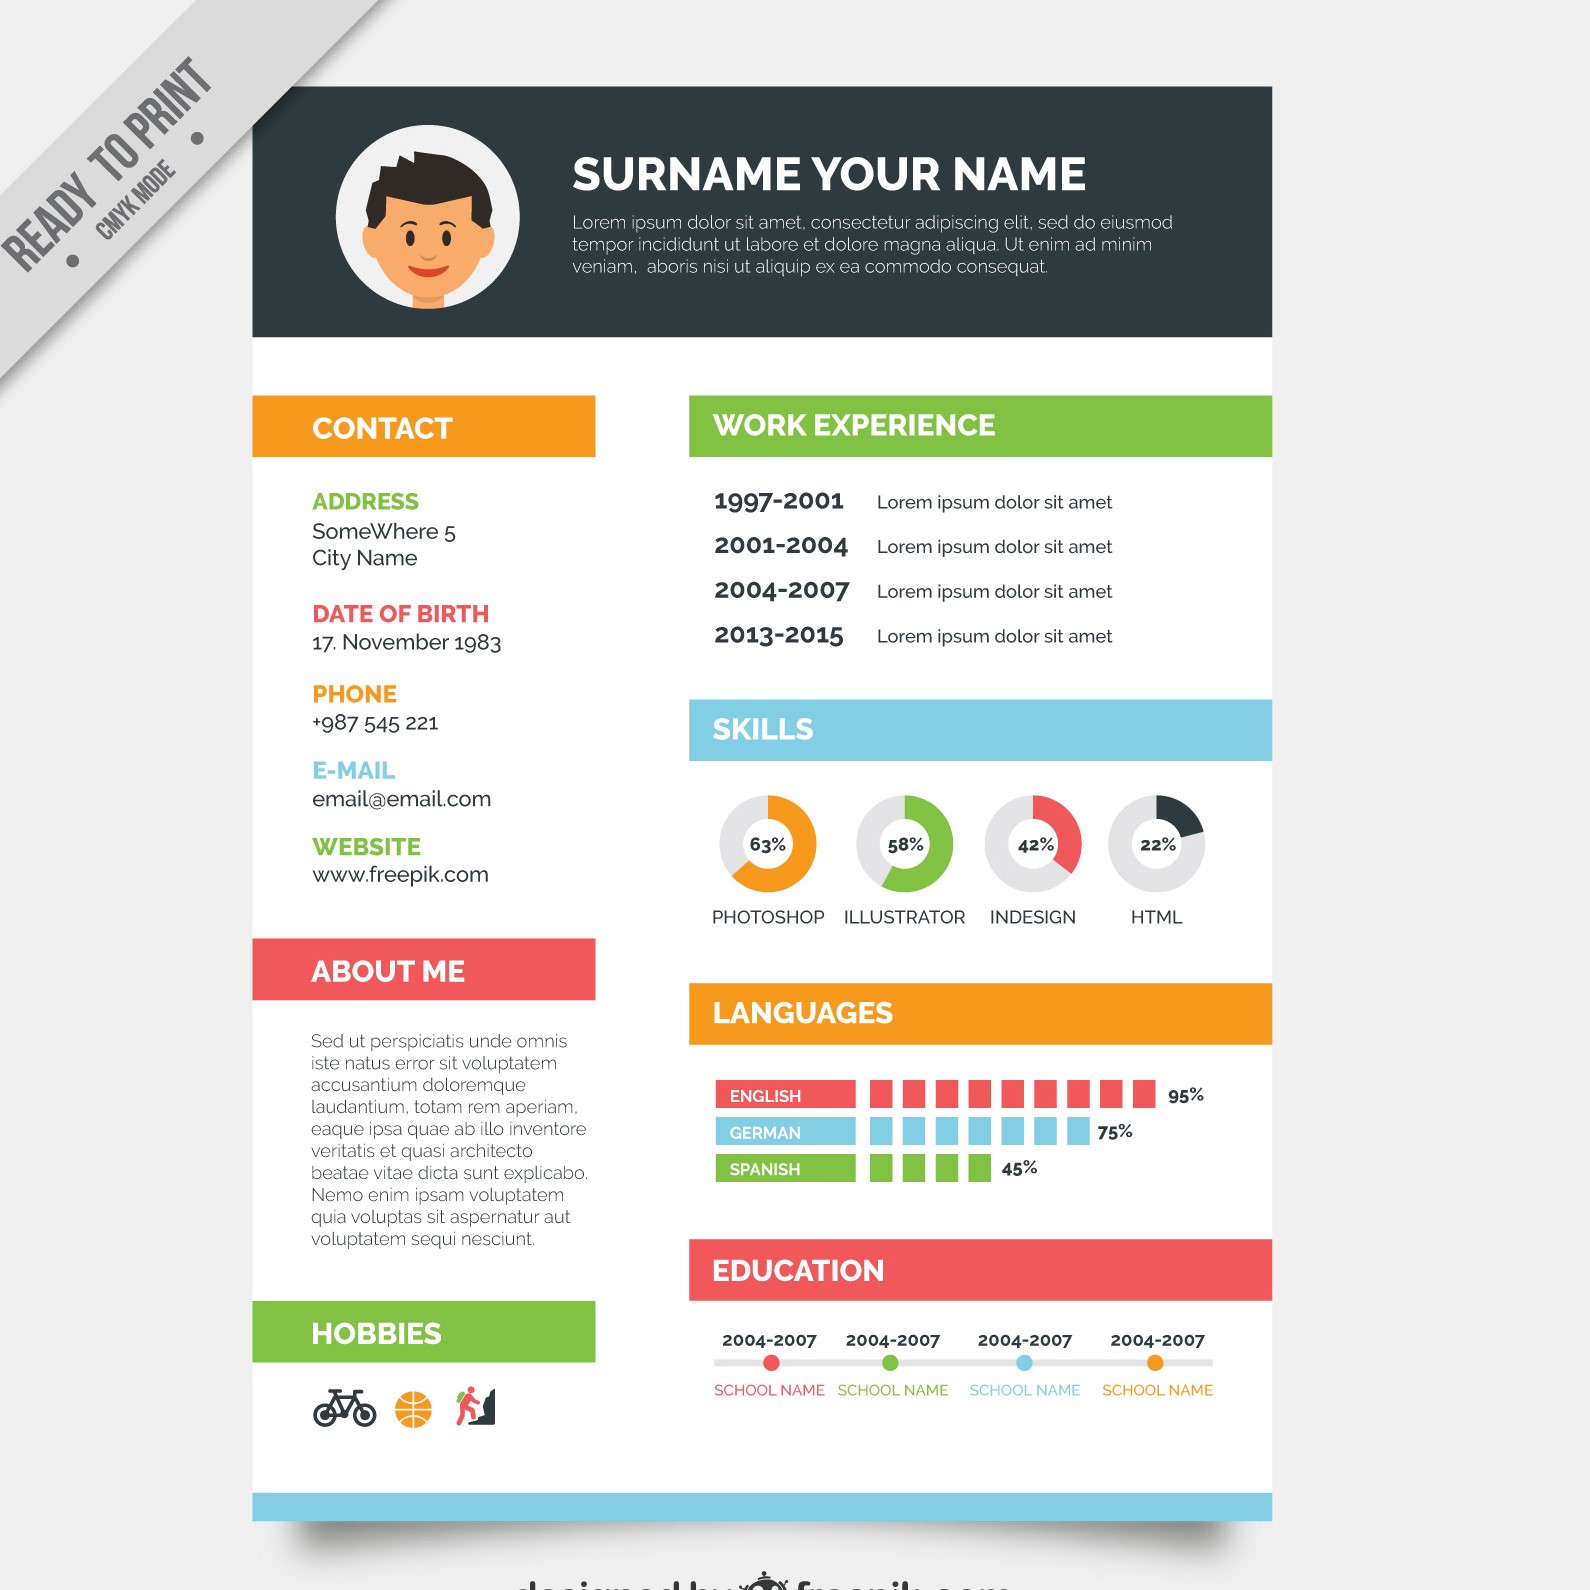 READY TO PRINT
CMYK MODE
SURNAME YOUR NAME
Lorem ipsum dolor sit amet, consectetur adipiscing elit, sed do eiusmod
tempor incididunt ut labore et dolore magna aliqua. Ut enim ad minim
veniam, aboris nisi ut aliquip ex ea commodo consequat.
CONTACT
ADDRESS
SomeWhere 5
City Name
DATE OF BIRTH
17. November 1983
PHONE
+987 545 221
E-MAIL
email@email.com
WEBSITE
www.freepik.com
ABOUT ME
Sed ut perspiciatis unde omnis
iste natus error sit voluptatem
accusantium doloremque
laudantium, totam rem aperiam,
eaque ipsa quae ab illo inventore
veritatis et quasi architecto
beatae vitae dicta sunt explicabo.
Nemo enim ipsam voluptatem
quia voluptas sit aspernatur aut
voluptatem sequi nesciunt.
HOBBIES
WORK EXPERIENCE
1997-2001 Lorem ipsum dolor sit amet
2001-2004 Lorem ipsum dolor sit amet
2004-2007 Lorem ipsum dolor sit amet
2013-2015 Lorem ipsum dolor sit amet
SKILLS
63% 58% 42% 22%
PHOTOSHOP ILLUSTRATOR INDESIGN HTML
LANGUAGES
ENGLISH 95%
GERMAN 75%
SPANISH 45%
EDUCATION
2004-2007 2004-2007 2004-2007 2004-2007
SCHOOL NAME SCHOOL NAME SCHOOL NAME SCHOOL NAME
designed by freepik.com